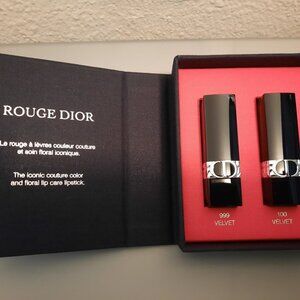 ROUGE DIOR
Le rouge à lèvres couleur couture
et soin floral iconique.
The iconic couture color
and floral lip care lipstick.
999
VELVET
100
VELVET